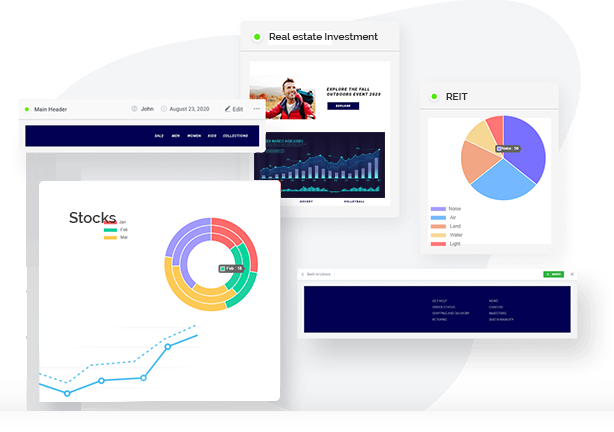 Real estate Investment
EXPLORE THE FALL
OUTDOORS EVENT 2020
EXPLORE
HOCKEY
VOLLEYBALL
REIT
Noise
Air
Land
Water
Light
Main Header
John
August 23, 2020
Edit
SALE MEN WOMEN KIDS COLLECTIONS
Stocks
Jan
Feb
Mar
Feb : 18
Back to Library
GET HELP
ORDER STATUS
SHIPPING AND DELIVERY
RETURNS
NEWS
CAREERS
INVESTORS
SUSTAINABILITY